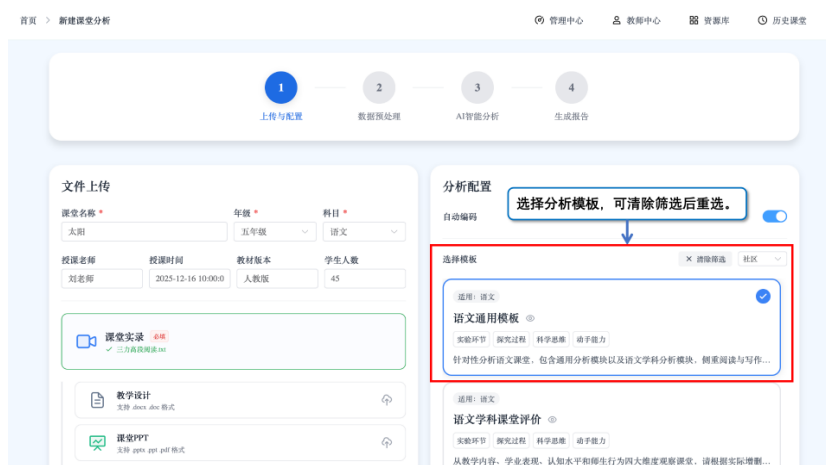 首页 > 新建课堂分析
管理中心 教师中心 资源库 历史课堂
1 2 3 4
上传与配置 数据预处理 AI智能分析 生成报告
文件上传
课堂名称 * 年级 * 科目 *
太阳 五年级 语文
授课老师 授课时间 教材版本 学生人数
刘老师 2025-12-16 10:00:0 人教版 45
课堂实录 必填
三力高段阅读.txt
教学设计
支持 .docx .doc 格式
课堂PPT
支持 .pptx .ppt .pdf 格式
分析配置
选择分析模板，可清除筛选后重选。
自动编码
选择模板 × 清除筛选 社区
适用：语文
语文通用模板
实验环节 探究过程 科学思维 动手能力
针对性分析语文课堂，包含通用分析模块以及语文学科分析模块，侧重阅读与写作...
适用：语文
语文学科课堂评价
实验环节 探究过程 科学思维 动手能力
从教学内容、学业表现、认知水平和师生行为四大维度观察课堂，请根据实际增删...